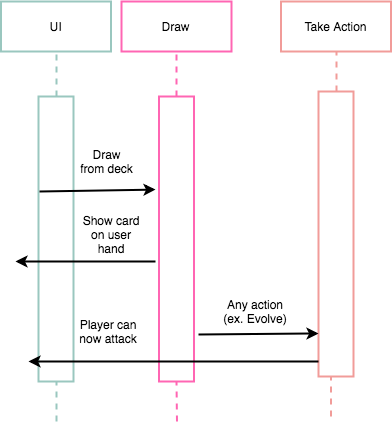 UI
Draw
Take Action
Draw
from deck
Show card
on user
hand
Any action
(ex. Evolve)
Player can
now attack